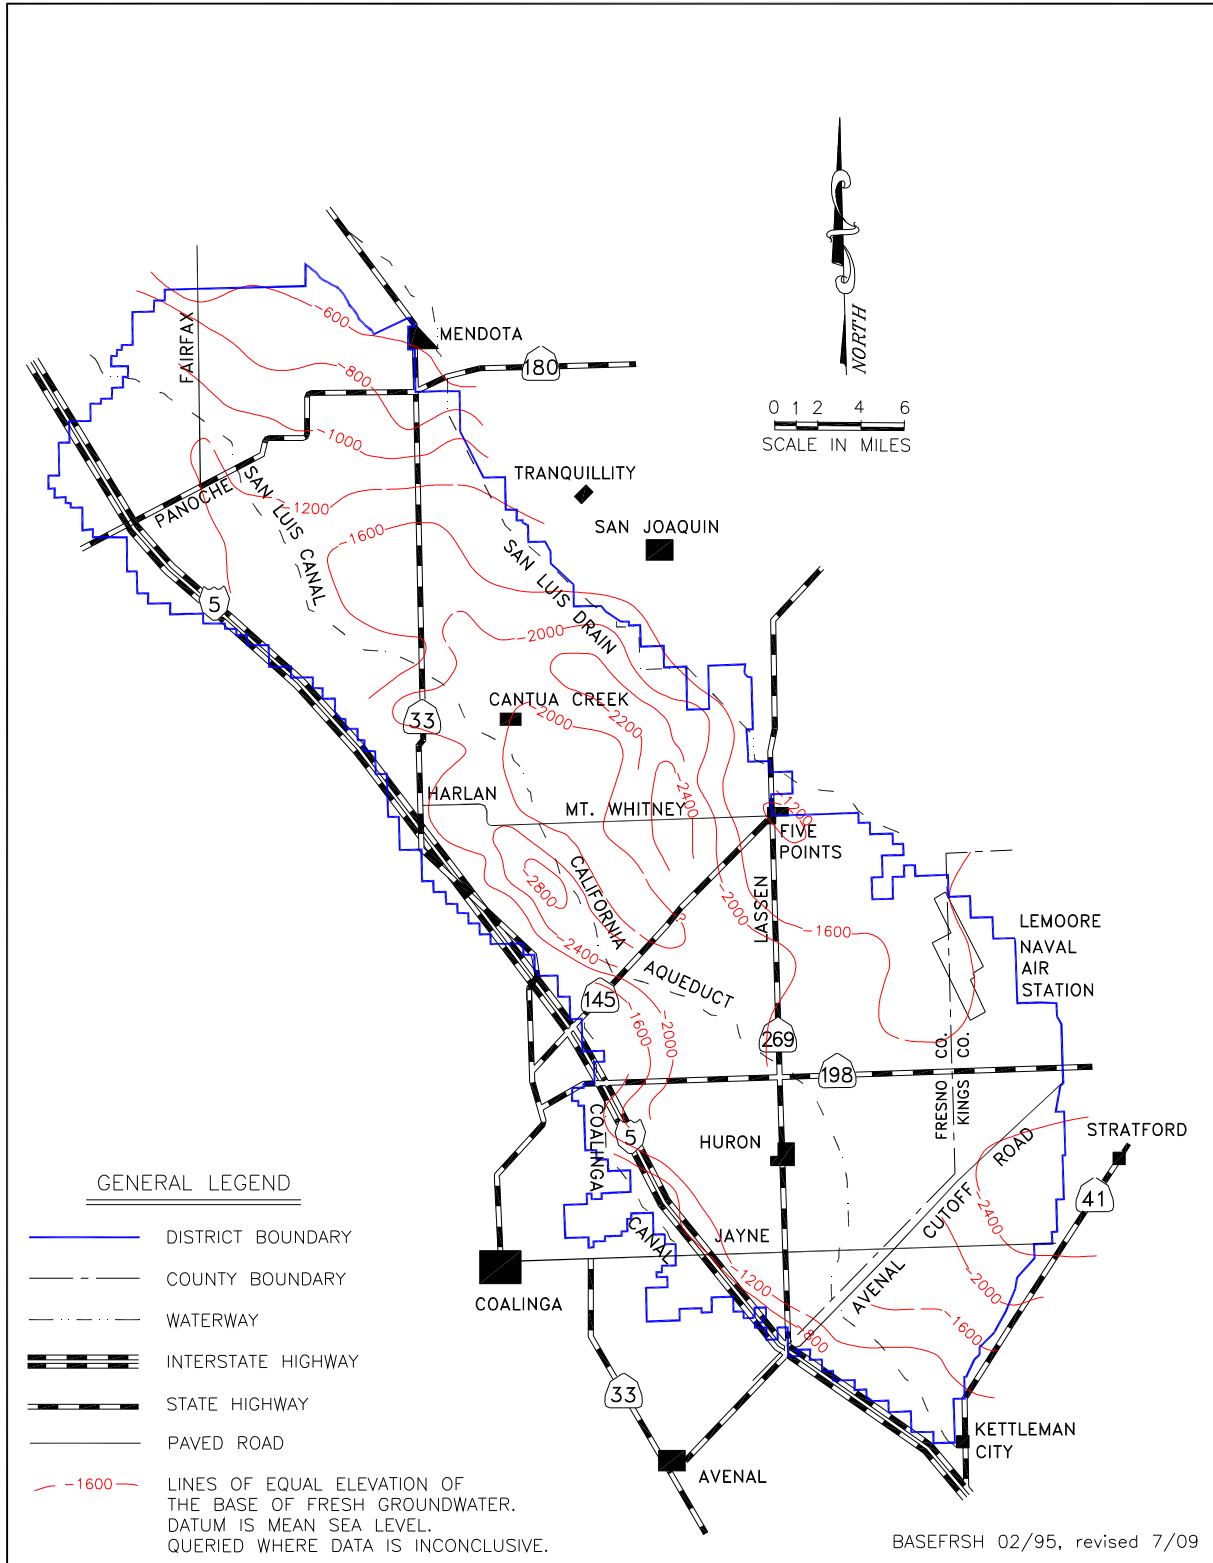 -600
MENDOTA
180
FAIRFAX
-800
NORTH
0 1 2 4 6
SCALE IN MILES
-1000
TRANQUILLITY
PANOCHE
SAN LUIS CANAL
-1200
SAN JOAQUIN
-1600
SAN LUIS DRAIN
5
-2000
CANTUA CREEK
33
-2000
-2200
-2400
HARLAN
MT. WHITNEY
-1200
FIVE
POINTS
-2800
CALIFORNIA
AQUEDUCT
?
-2000
LASSEN
-1600
LEMOORE
NAVAL
AIR
STATION
-2400
145
-1600
-2000
269
198
FRESNO CO.
KINGS CO.
COALINGA
CANAL
5
HURON
STRATFORD
AVENAL CUTOFF ROAD
41
-2400
JAYNE
COALINGA
-1200
-2000
-800
-1600
33
AVENAL
KETTLEMAN
CITY
GENERAL LEGEND
DISTRICT BOUNDARY
COUNTY BOUNDARY
WATERWAY
INTERSTATE HIGHWAY
STATE HIGHWAY
PAVED ROAD
-1600
LINES OF EQUAL ELEVATION OF
THE BASE OF FRESH GROUNDWATER.
DATUM IS MEAN SEA LEVEL.
QUERIED WHERE DATA IS INCONCLUSIVE.
BASEFRSH 02/95, revised 7/09